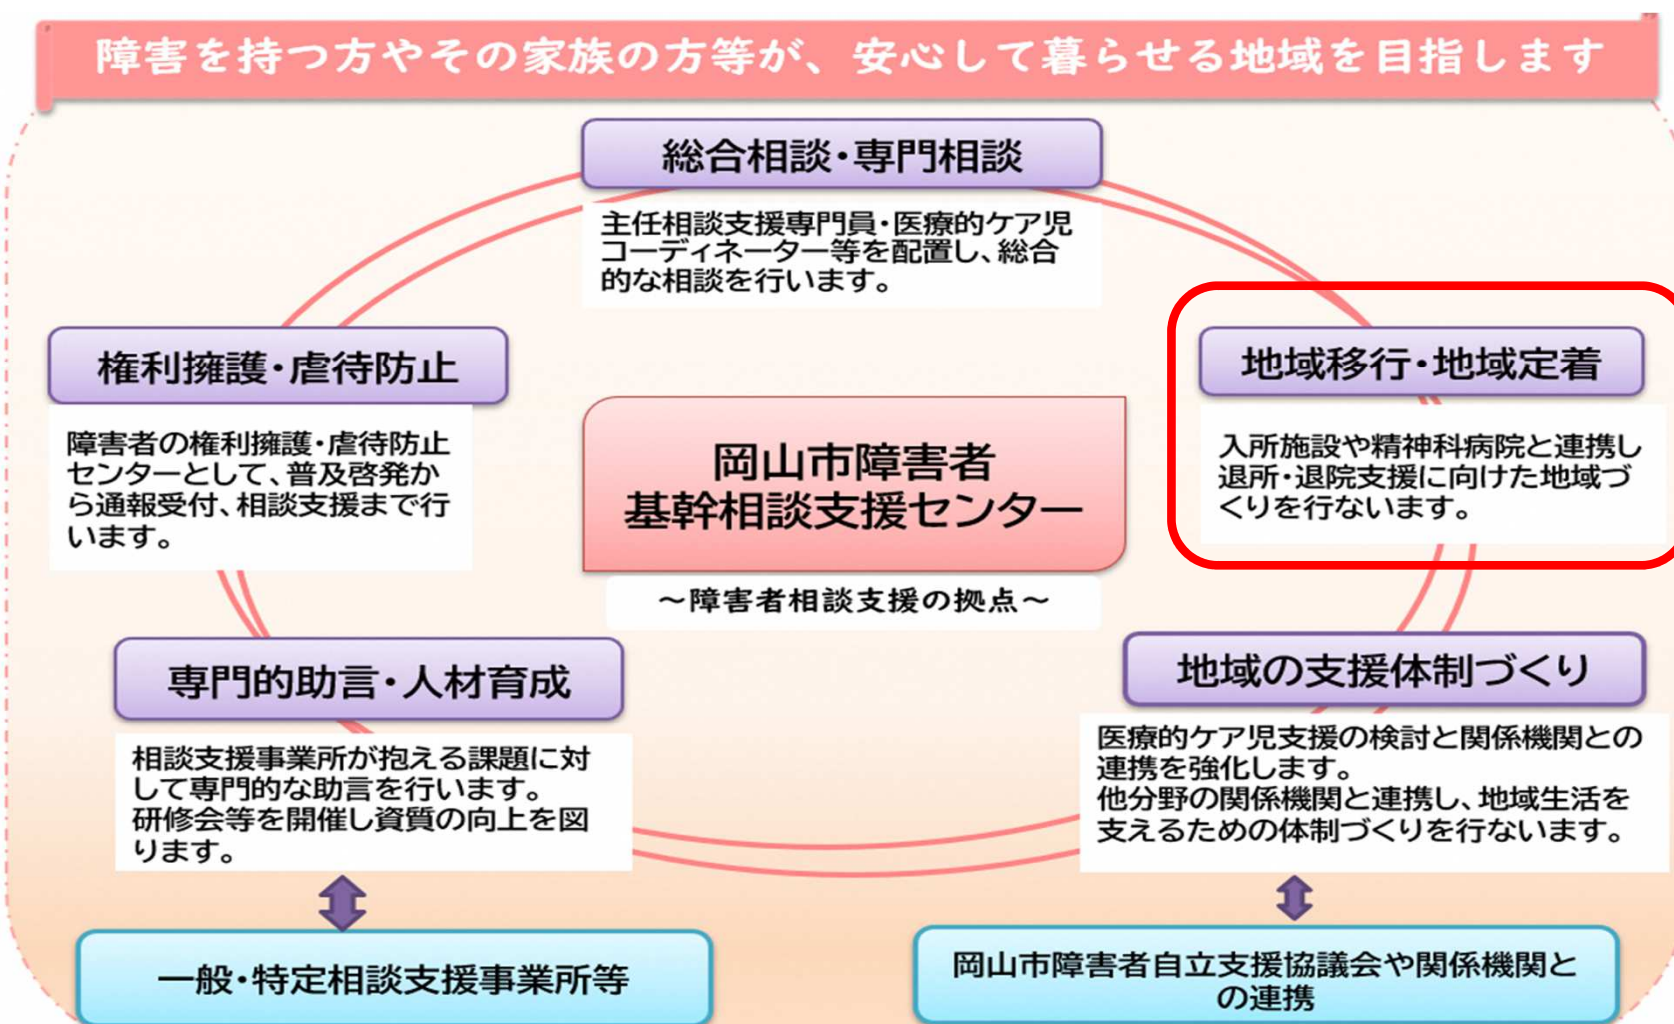 障害を持つ方やその家族の方等が、安心して暮らせる地域を目指します
総合相談・専門相談
主任相談支援専門員・医療的ケア児
コーディネーター等を配置し、総合
的な相談を行います。
権利擁護・虐待防止
障害者の権利擁護・虐待防止
センターとして、普及啓発か
ら通報受付、相談支援まで行
います。
地域移行・地域定着
入所施設や精神科病院と連携し
退所・退院支援に向けた地域づ
くりを行ないます。
岡山市障害者
基幹相談支援センター
～障害者相談支援の拠点～
専門的助言・人材育成
相談支援事業所が抱える課題に対
して専門的な助言を行います。
研修会等を開催し資質の向上を図
ります。
地域の支援体制づくり
医療的ケア児支援の検討と関係機関との
連携を強化します。
他分野の関係機関と連携し、地域生活を
支えるための体制づくりを行ないます。
一般・特定相談支援事業所等
岡山市障害者自立支援協議会や関係機関と
の連携